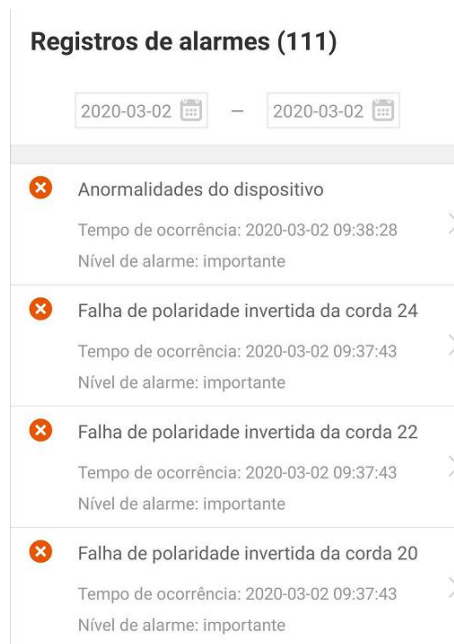 Registros de alarmes (111)
2020-03-02 – 2020-03-02
Anormalidades do dispositivo
Tempo de ocorrência: 2020-03-02 09:38:28
Nível de alarme: importante
Falha de polaridade invertida da corda 24
Tempo de ocorrência: 2020-03-02 09:37:43
Nível de alarme: importante
Falha de polaridade invertida da corda 22
Tempo de ocorrência: 2020-03-02 09:37:43
Nível de alarme: importante
Falha de polaridade invertida da corda 20
Tempo de ocorrência: 2020-03-02 09:37:43
Nível de alarme: importante